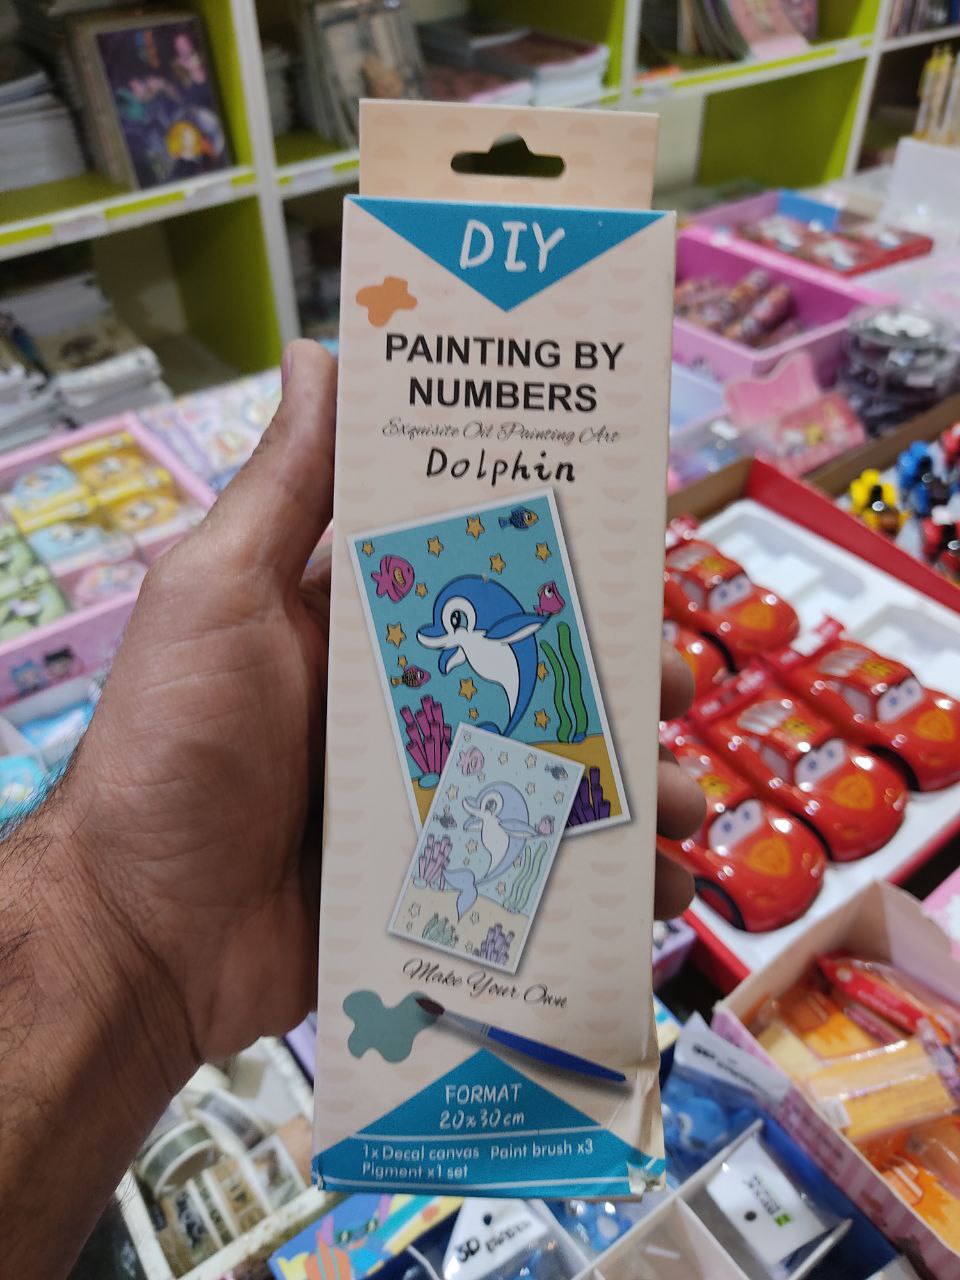 DIY
PAINTING BY
NUMBERS
Exquisite Oil Painting Art
Dolphin
Make Your Own
FORMAT
20x30cm
1x Decal canvas Paint brush x3
Pigment x1 set
3D